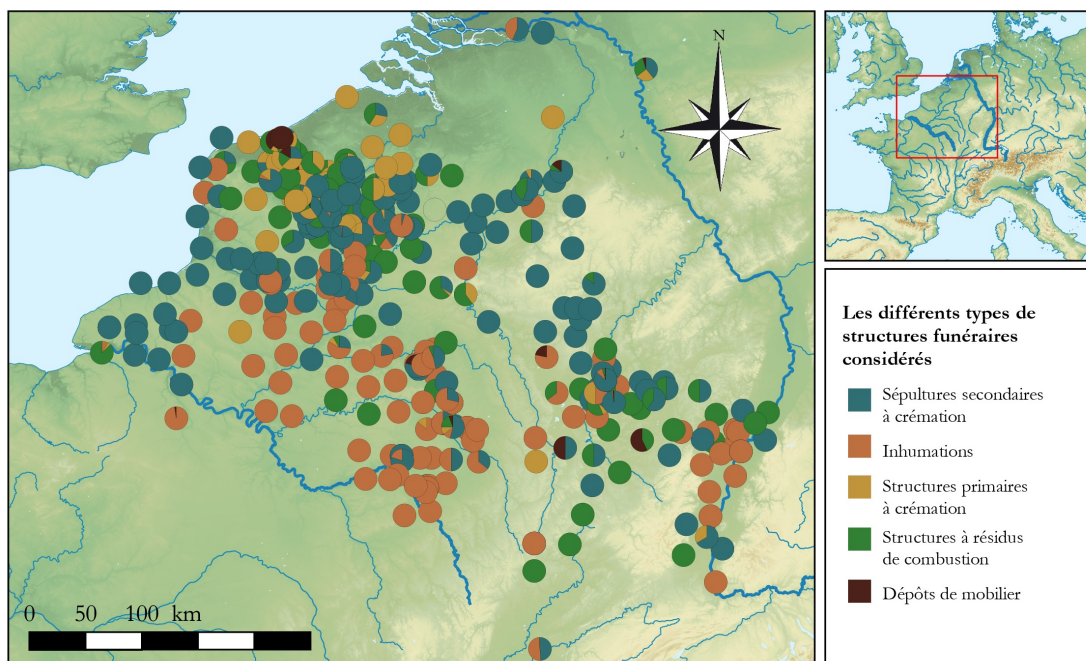 N
Les différents types de
structures funéraires
considérés
Sépultures secondaires
à crémation
Inhumations
Structures primaires
à crémation
Structures à résidus
de combustion
Dépôts de mobilier
0 50 100 km